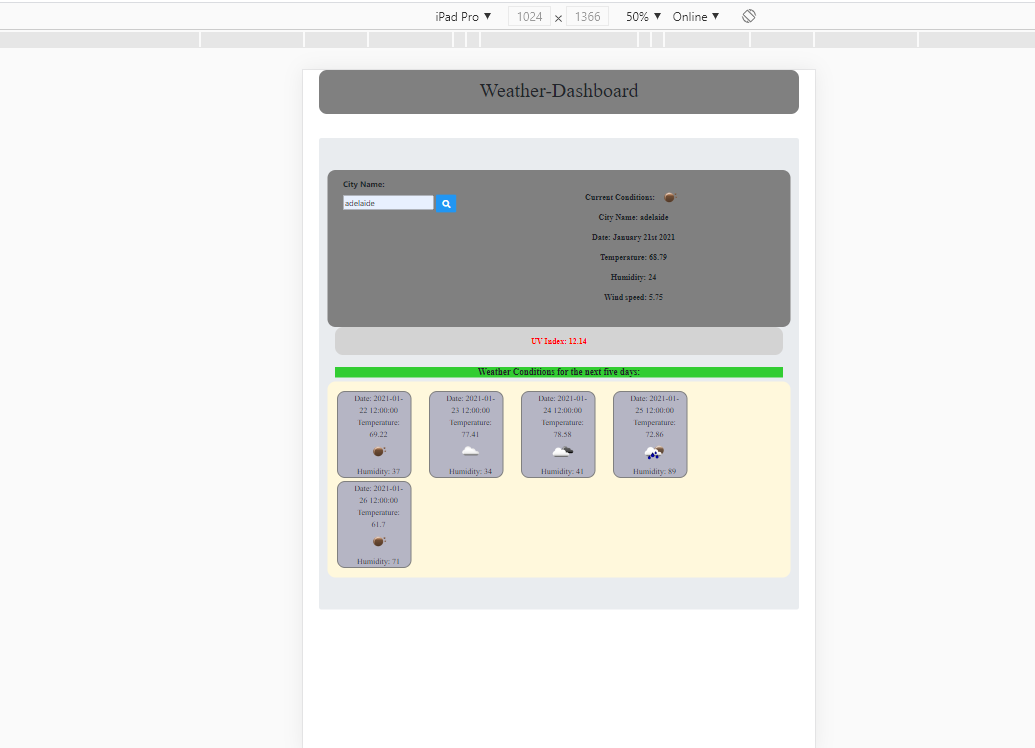 iPad Pro ▼ 1024 × 1366 50% ▼ Online ▼
Weather-Dashboard
City Name:
adelaide
Current Conditions:
City Name: adelaide
Date: January 21st 2021
Temperature: 68.79
Humidity: 24
Wind speed: 5.75
UV Index: 12.14
Weather Conditions for the next five days:
Date: 2021-01-
22 12:00:00
Temperature:
69.22
Humidity: 37
Date: 2021-01-
23 12:00:00
Temperature:
77.41
Humidity: 34
Date: 2021-01-
24 12:00:00
Temperature:
78.58
Humidity: 41
Date: 2021-01-
25 12:00:00
Temperature:
72.86
Humidity: 89
Date: 2021-01-
26 12:00:00
Temperature:
61.7
Humidity: 71